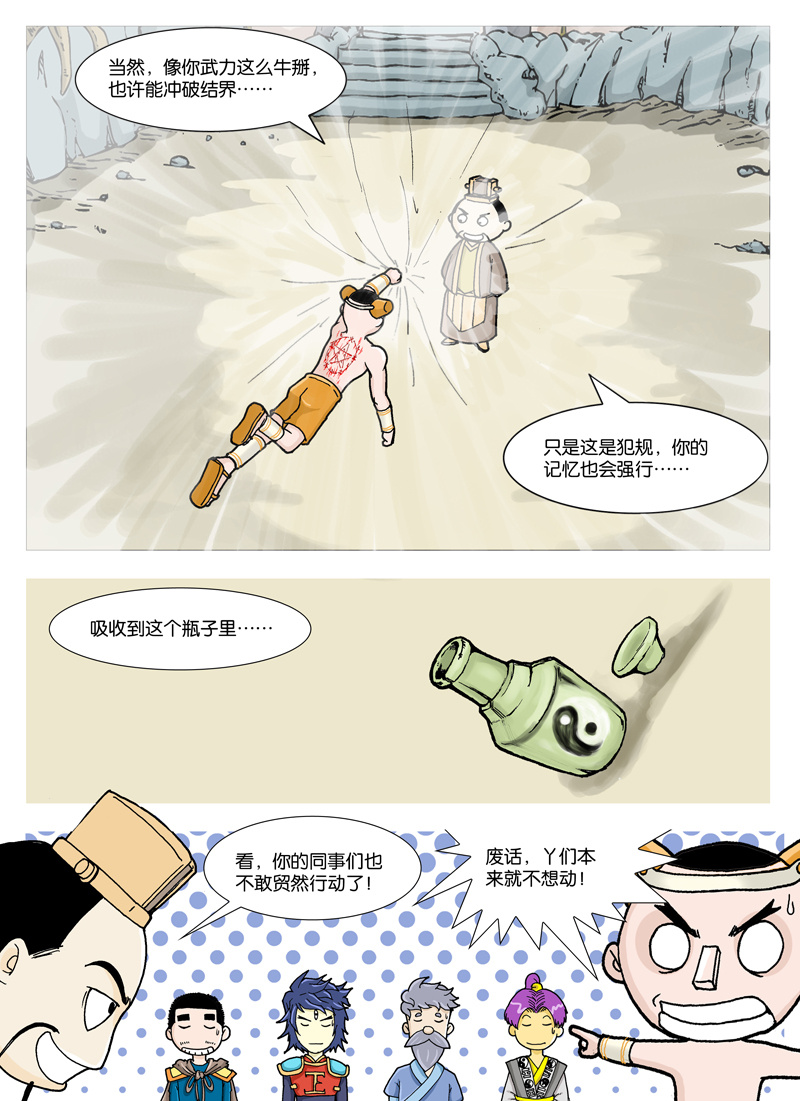 当然，像你武力这么牛掰，
也许能冲破结界……
只是这是犯规，你的
记忆也会强行……
吸收到这个瓶子里……
看，你的同事们也
不敢贸然行动了！
废话，丫们本
来就不想动！